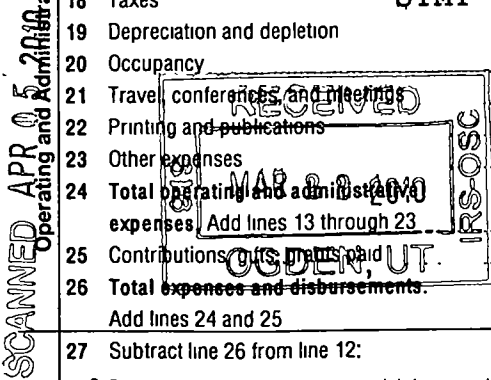 18 Taxes
19 Depreciation and depletion
20 Occupancy
21 Travel, conferences, and meetings
22 Printing and publications
23 Other expenses
24 Total operating and administrative
expenses. Add lines 13 through 23
25 Contributions, gifts, grants paid
26 Total expenses and disbursements.
Add lines 24 and 25
27 Subtract line 26 from line 12:
RECEIVED
MAR 2010
OGDEN, UT
IRS-OSC
SCANNED APR 05 2010
Operating and Administra